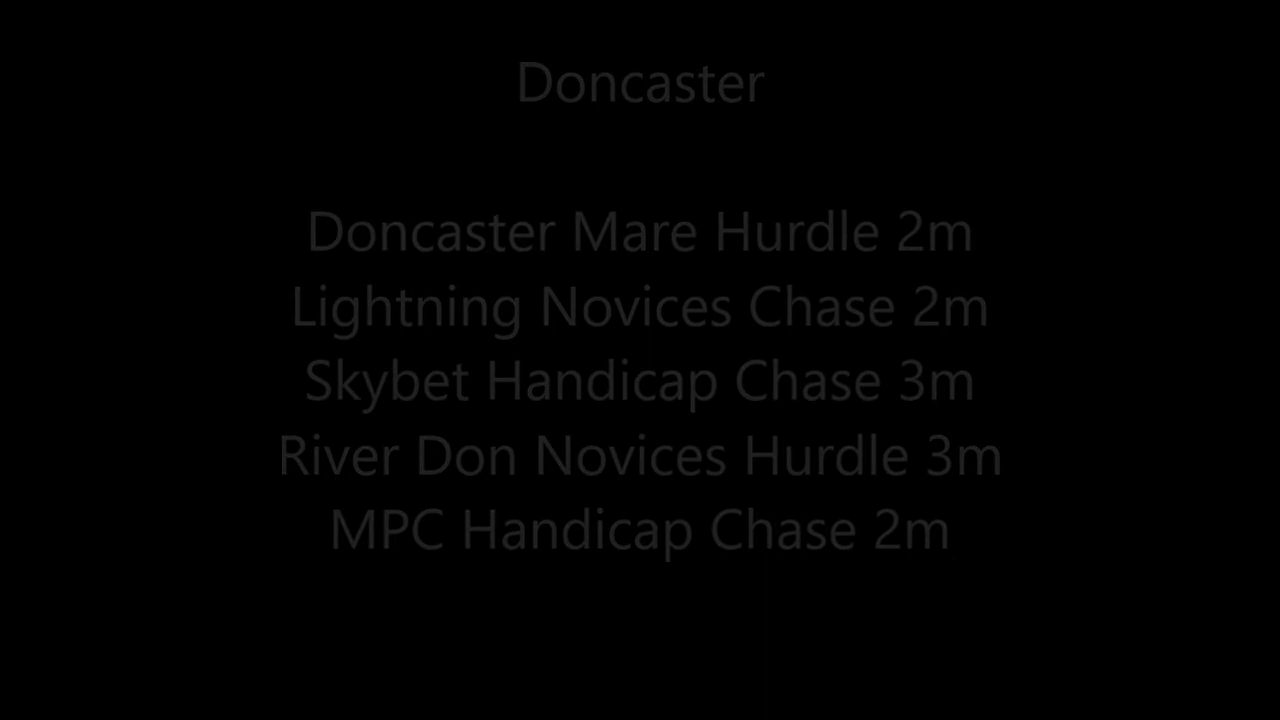 Doncaster
Doncaster Mare Hurdle 2m
Lightning Novices Chase 2m
Skybet Handicap Chase 3m
River Don Novices Hurdle 3m
MPC Handicap Chase 2m